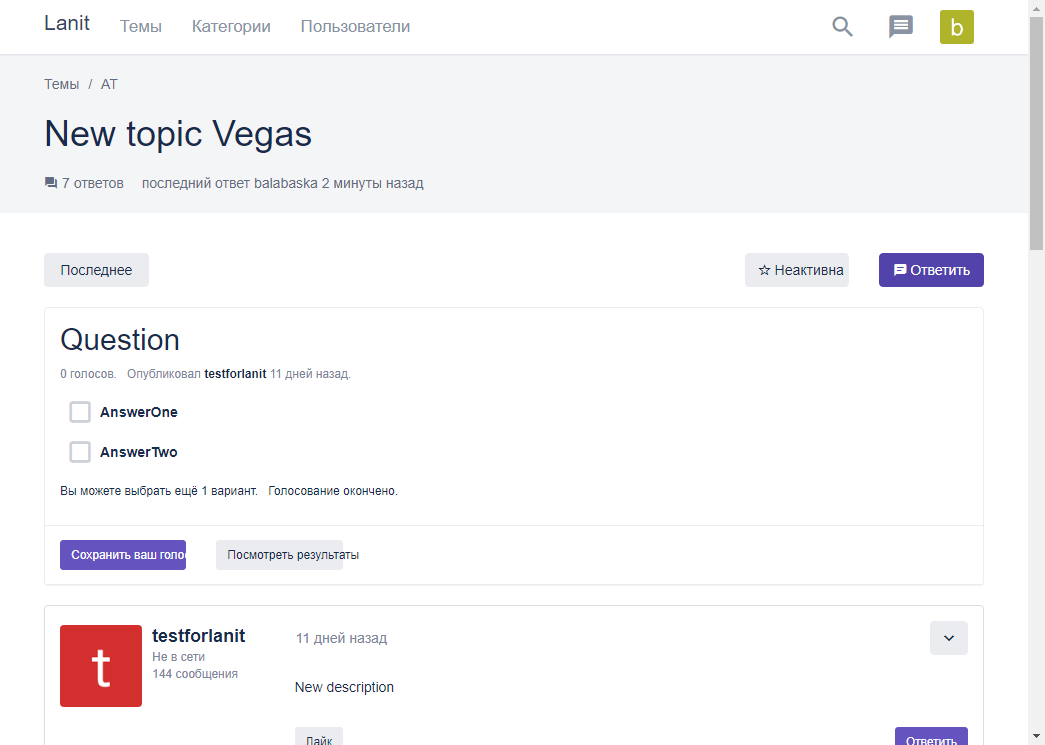 Lanit Темы Категории Пользователи b
Темы / AT
New topic Vegas
7 ответов последний ответ balabaska 2 минуты назад
Последнее Неактивна Ответить
Question
0 голосов. Опубликовал testforlanit 11 дней назад.
AnswerOne
AnswerTwo
Вы можете выбрать ещё 1 вариант. Голосование окончено.
Сохранить ваш голос Посмотреть результаты
t testforlanit 11 дней назад
Не в сети
144 сообщения
New description
Лайк Ответить